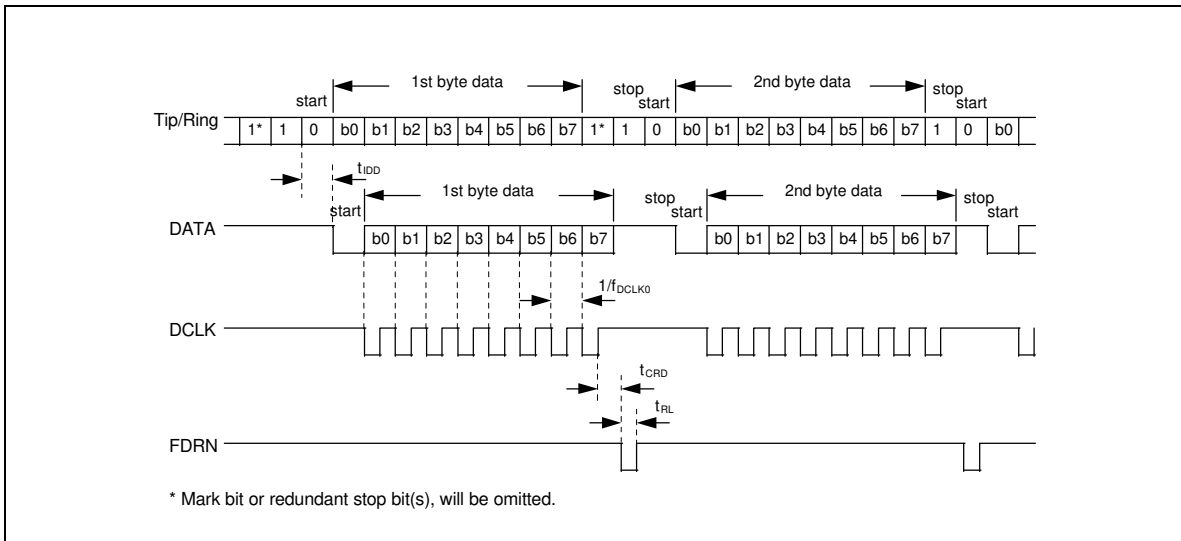 1st byte data
2nd byte data
start
stop
start
stop
start
Tip/Ring
1* 1 0 b0 b1 b2 b3 b4 b5 b6 b7 1* 1 0 b0 b1 b2 b3 b4 b5 b6 b7 1 0 b0
tIDD
1st byte data
2nd byte data
start
stop
start
stop
start
DATA
b0 b1 b2 b3 b4 b5 b6 b7 b0 b1 b2 b3 b4 b5 b6 b7
1/fDCLK0
DCLK
tCRD
tRL
FDRN
* Mark bit or redundant stop bit(s), will be omitted.